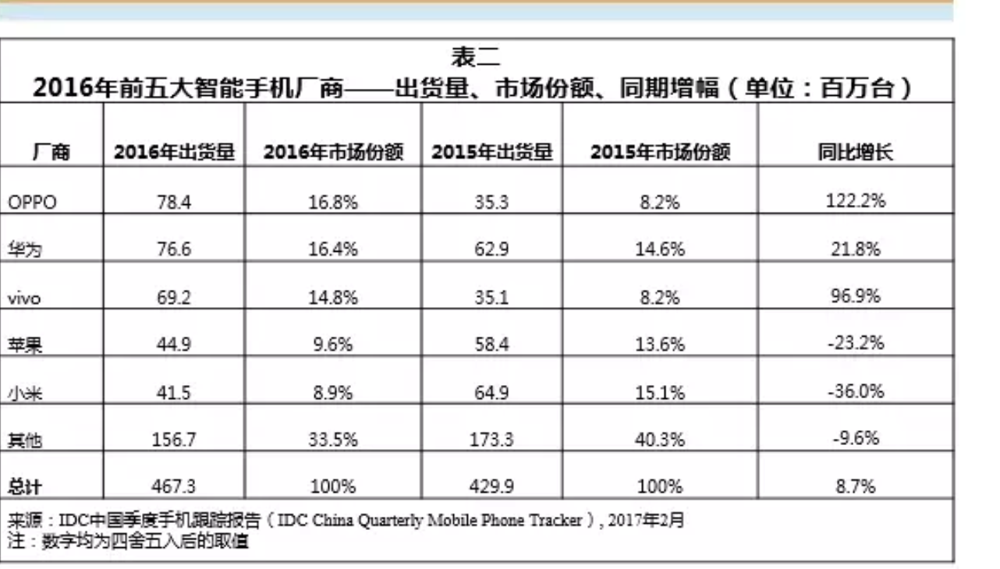 表二
2016年前五大智能手机厂商——出货量、市场份额、同期增幅（单位：百万台）
厂商 2016年出货量 2016年市场份额 2015年出货量 2015年市场份额 同比增长
OPPO 78.4 16.8% 35.3 8.2% 122.2%
华为 76.6 16.4% 62.9 14.6% 21.8%
vivo 69.2 14.8% 35.1 8.2% 96.9%
苹果 44.9 9.6% 58.4 13.6% -23.2%
小米 41.5 8.9% 64.9 15.1% -36.0%
其他 156.7 33.5% 173.3 40.3% -9.6%
总计 467.3 100% 429.9 100% 8.7%
来源：IDC中国季度手机跟踪报告（IDC China Quarterly Mobile Phone Tracker）, 2017年2月
注：数字均为四舍五入后的取值